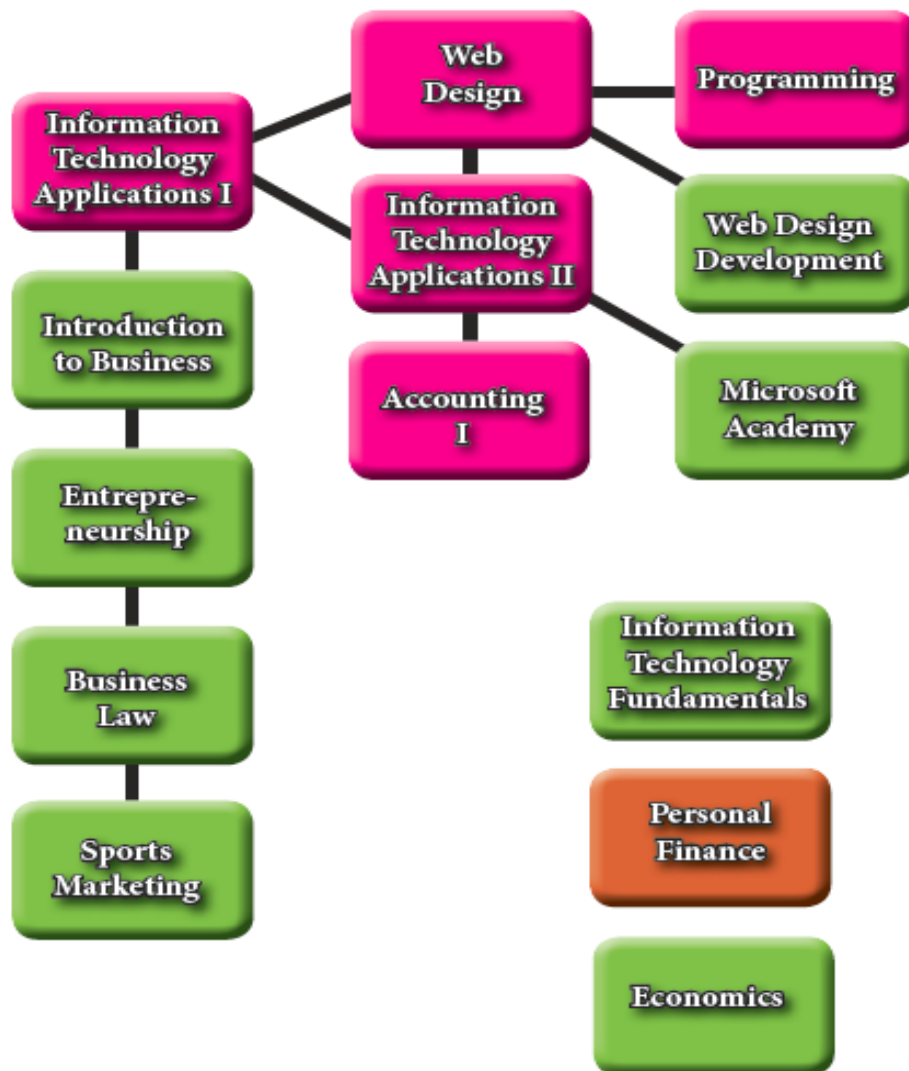 Web
Design
Programming
Information
Technology
Applications I
Information
Technology
Applications II
Web Design
Development
Introduction
to Business
Accounting
I
Microsoft
Academy
Entrepre-
neurship
Information
Technology
Fundamentals
Business
Law
Personal
Finance
Sports
Marketing
Economics